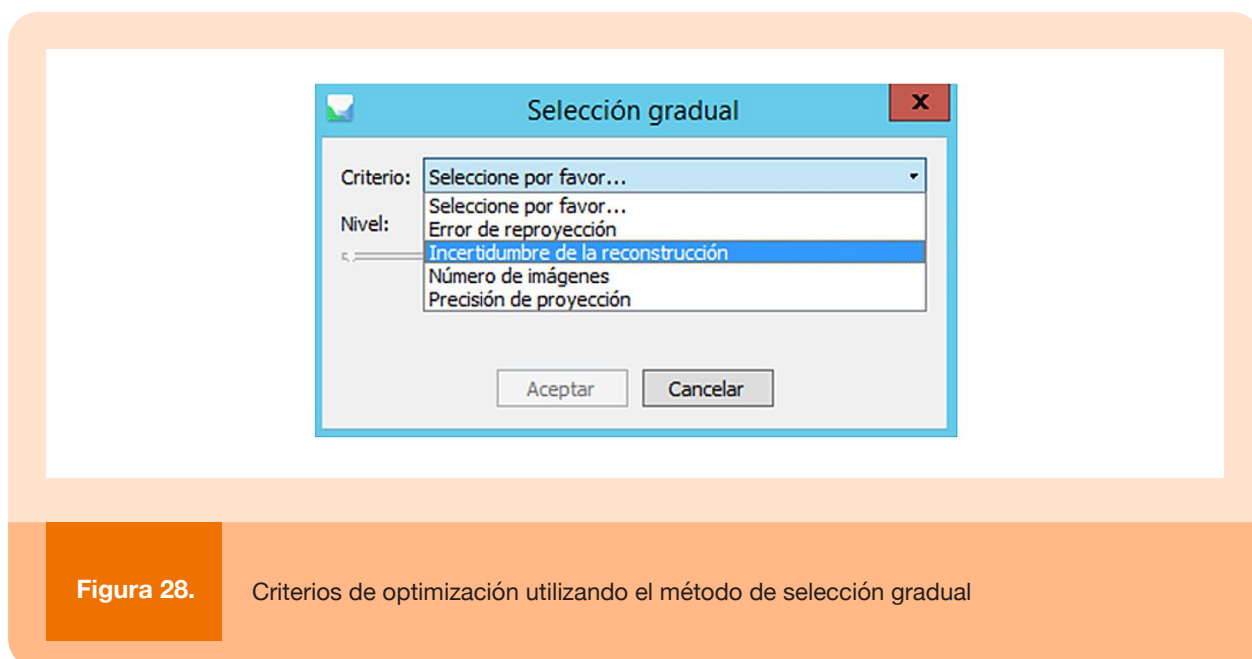 Selección gradual
x
Criterio: Seleccione por favor...
Seleccione por favor...
Nivel:
Error de reproyección
Incertidumbre de la reconstrucción
Número de imágenes
Precisión de proyección
Aceptar Cancelar
Figura 28. Criterios de optimización utilizando el método de selección gradual